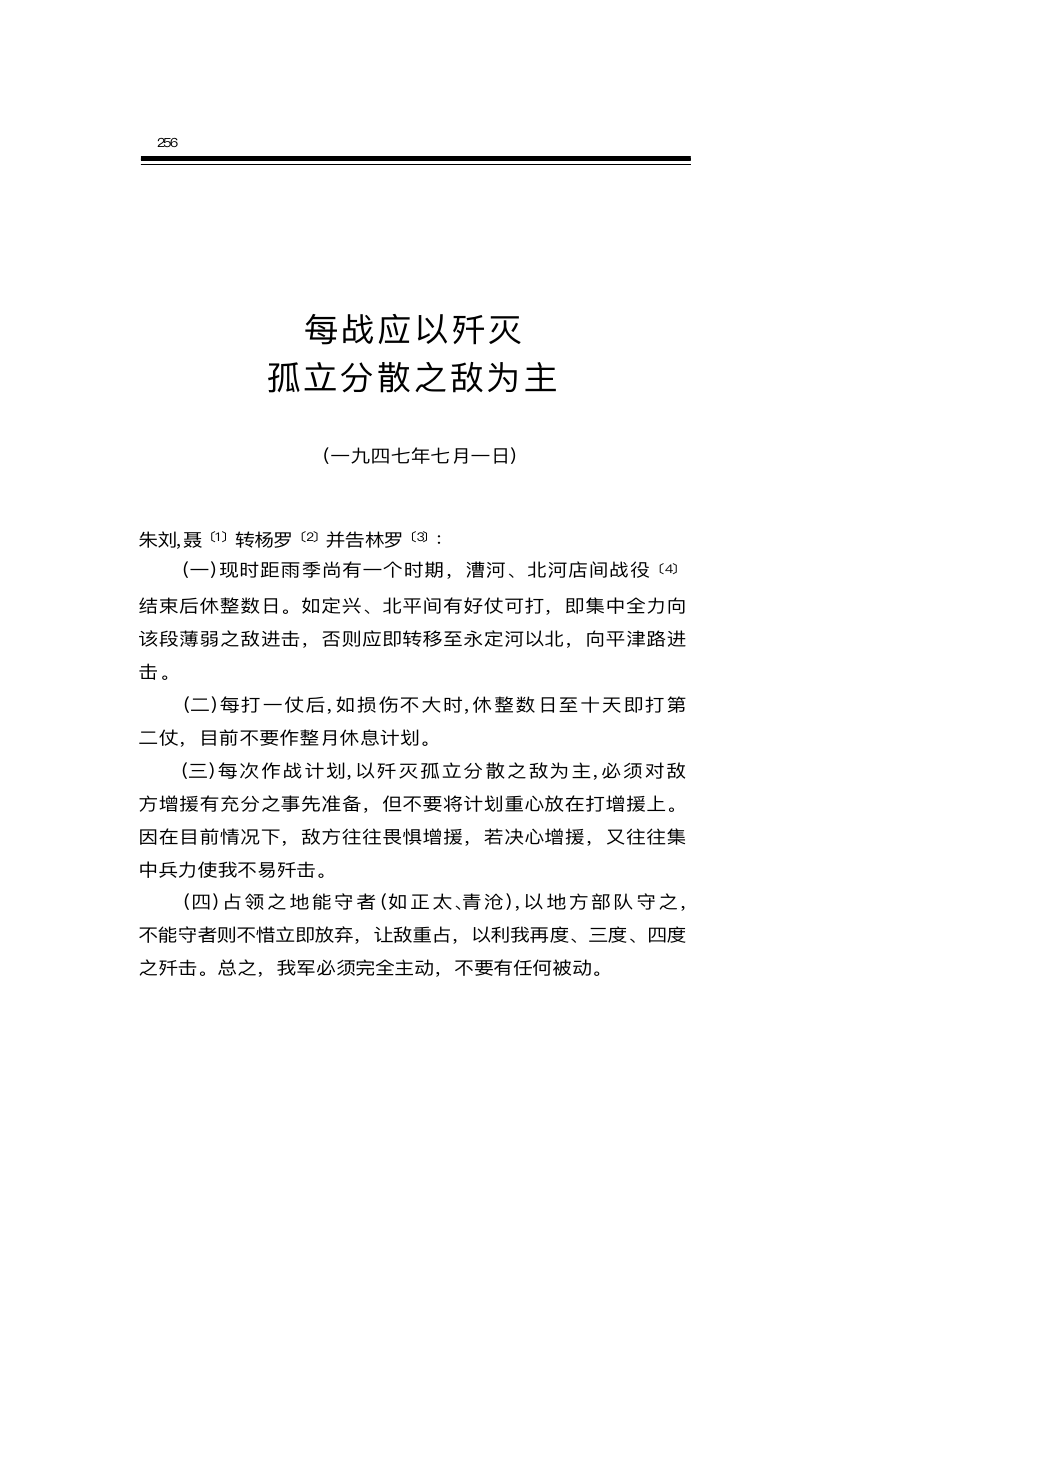 256
每战应以歼灭
孤立分散之敌为主
(一九四七年七月一日)
朱刘,聂〔1〕转杨罗〔2〕并告林罗〔3〕：
(一)现时距雨季尚有一个时期，漕河、北河店间战役〔4〕
结束后休整数日。如定兴、北平间有好仗可打，即集中全力向
该段薄弱之敌进击，否则应即转移至永定河以北，向平津路进
击。
(二)每打一仗后,如损伤不大时,休整数日至十天即打第
二仗，目前不要作整月休息计划。
(三)每次作战计划,以歼灭孤立分散之敌为主,必须对敌
方增援有充分之事先准备，但不要将计划重心放在打增援上。
因在目前情况下，敌方往往畏惧增援，若决心增援，又往往集
中兵力使我不易歼击。
(四)占领之地能守者(如正太、青沧),以地方部队守之,
不能守者则不惜立即放弃，让敌重占，以利我再度、三度、四度
之歼击。总之，我军必须完全主动，不要有任何被动。